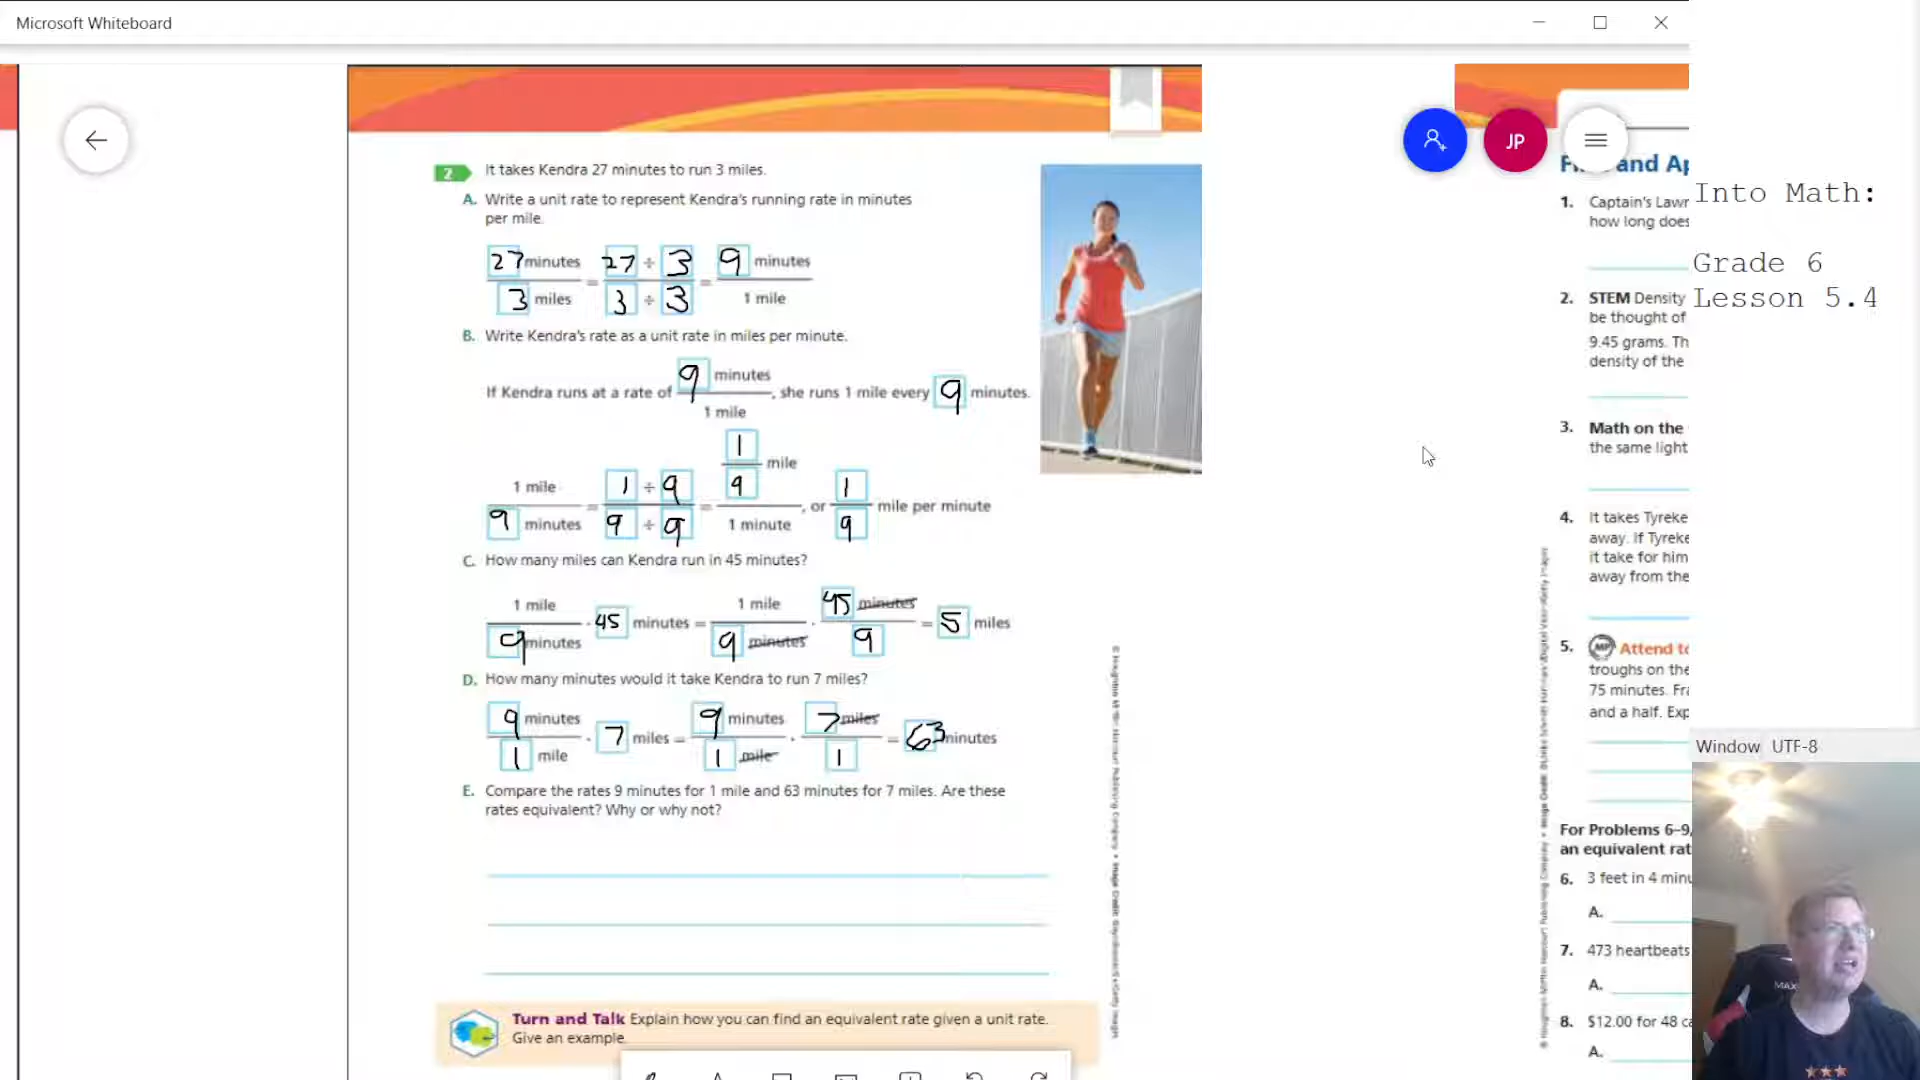 Microsoft Whiteboard
JP
2 It takes Kendra 27 minutes to run 3 miles.
A. Write a unit rate to represent Kendra's running rate in minutes
per mile.
27 minutes / 3 miles = 27 ÷ 3 / 3 ÷ 3 = 9 minutes / 1 mile
B. Write Kendra's rate as a unit rate in miles per minute.
If Kendra runs at a rate of 9 minutes / 1 mile, she runs 1 mile every 9 minutes.
1 mile / 9 minutes = 1 ÷ 9 / 9 ÷ 9 = 1/9 mile / 1 minute, or 1/9 mile per minute
C. How many miles can Kendra run in 45 minutes?
1 mile / 9 minutes · 45 minutes = 1 mile / 9 minutes · 45 minutes / 9 = 5 miles
D. How many minutes would it take Kendra to run 7 miles?
9 minutes / 1 mile · 7 miles = 9 minutes / 1 mile · 7 miles / 1 = 63 minutes
E. Compare the rates 9 minutes for 1 mile and 63 minutes for 7 miles. Are these
rates equivalent? Why or why not?
Turn and Talk Explain how you can find an equivalent rate given a unit rate.
Give an example.
and Ap
1. Captain's Lawn
how long does
2. STEM Density
be thought of
9.45 grams. Th
density of the
3. Math on the
the same light
4. It takes Tyreke
away. If Tyreke
it take for him
away from the
5. MP Attend to
troughs on the
75 minutes. Fra
and a half. Exp
For Problems 6–9,
an equivalent rat
6. 3 feet in 4 minu
A.
7. 473 heartbeats
A.
8. $12.00 for 48 ca
A.
Into Math:
Grade 6
Lesson 5.4
Window UTF-8
MAX